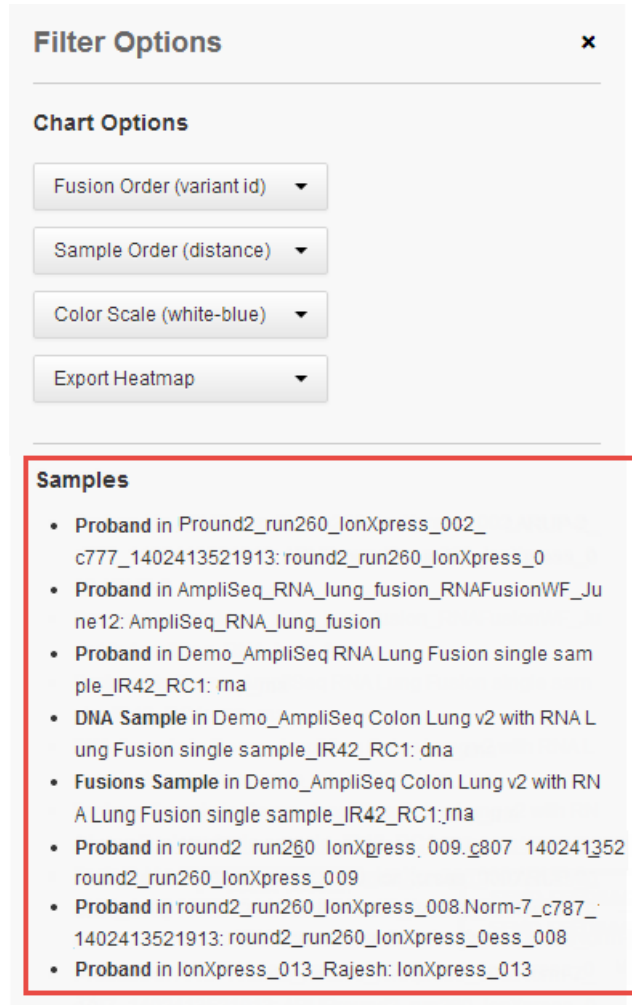 Filter Options ×
Chart Options
Fusion Order (variant id)
Sample Order (distance)
Color Scale (white-blue)
Export Heatmap
Samples
• Proband in Pround2_run260_IonXpress_002_
c777_1402413521913: round2_run260_IonXpress_0
• Proband in AmpliSeq_RNA_lung_fusion_RNAFusionWF_Ju
ne12: AmpliSeq_RNA_lung_fusion
• Proband in Demo_AmpliSeq RNA Lung Fusion single sam
ple_IR42_RC1: rna
• DNA Sample in Demo_AmpliSeq Colon Lung v2 with RNA L
ung Fusion single sample_IR42_RC1: dna
• Fusions Sample in Demo_AmpliSeq Colon Lung v2 with RN
A Lung Fusion single sample_IR42_RC1: rna
• Proband in round2_run260_IonXpress_009.c807_140241352
round2_run260_IonXpress_009
• Proband in round2_run260_IonXpress_008.Norm-7_c787_
1402413521913: round2_run260_IonXpress_0ess_008
• Proband in IonXpress_013_Rajesh: IonXpress_013